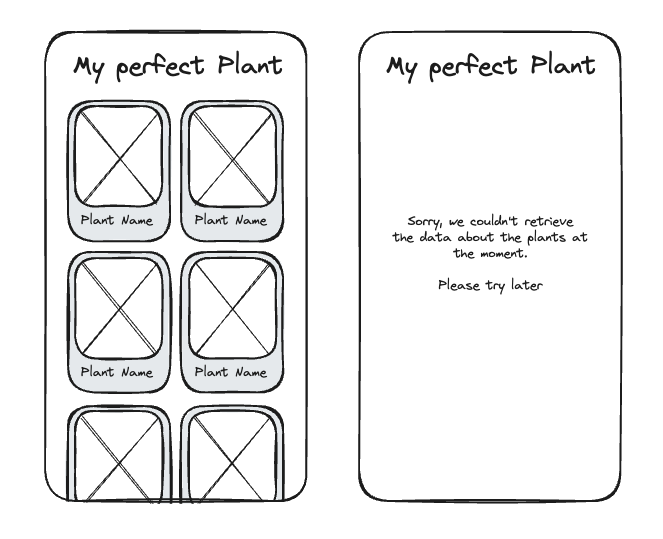 My perfect Plant
Plant Name
Plant Name
Plant Name
Plant Name
My perfect Plant
Sorry, we couldn't retrieve
the data about the plants at
the moment.
Please try later